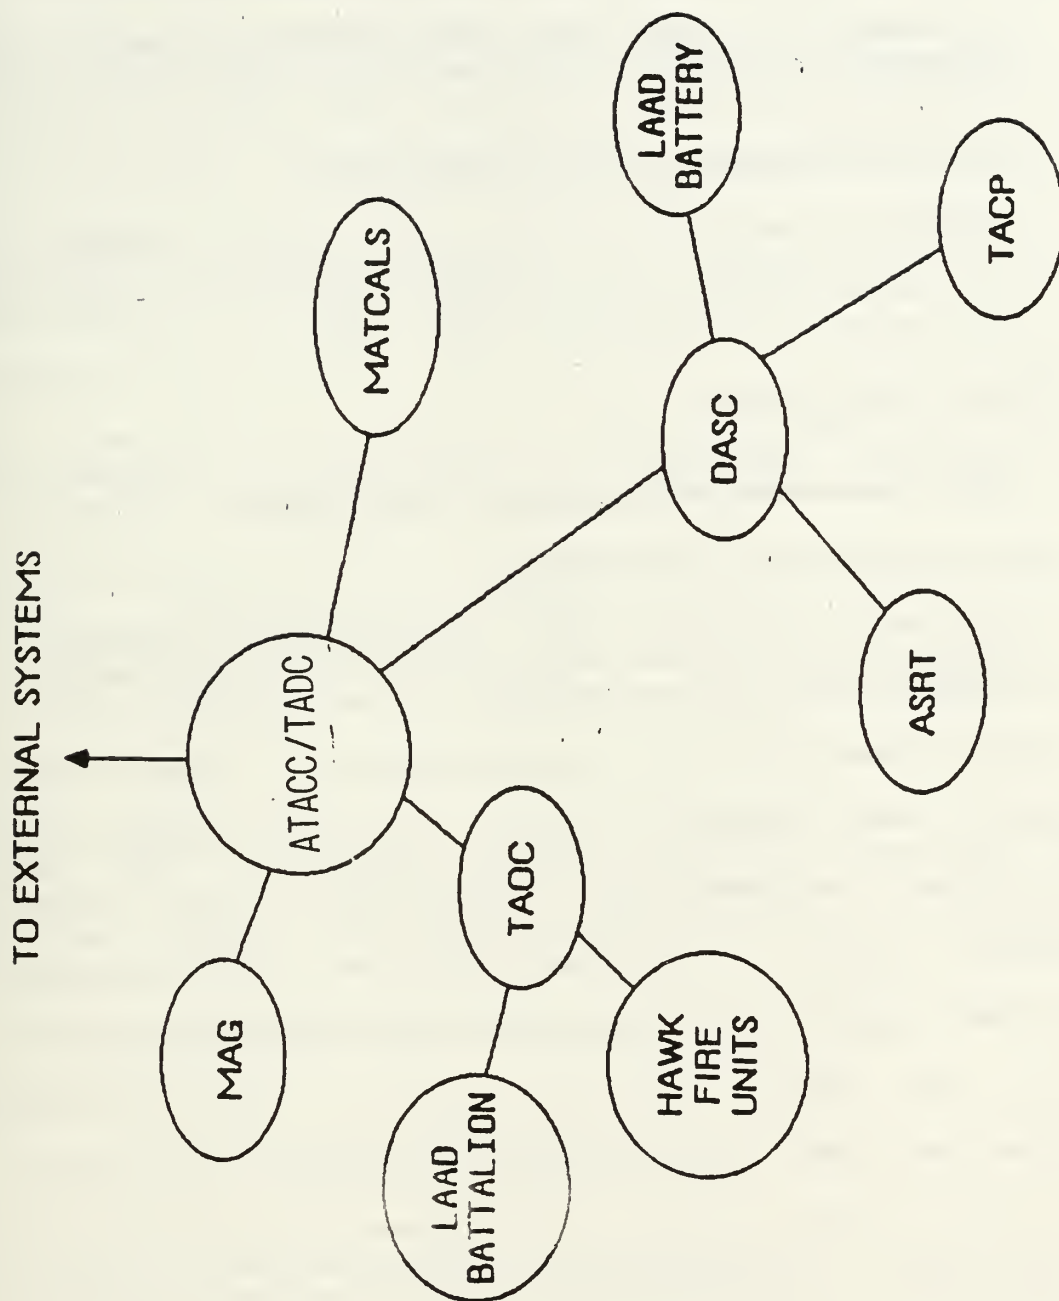 TO EXTERNAL SYSTEMS
ATACC/TADC
MAG
MATCALS
TAOC
LAAD
BATTALION
HAWK
FIRE
UNITS
DASC
LAAD
BATTERY
ASRT
TACP